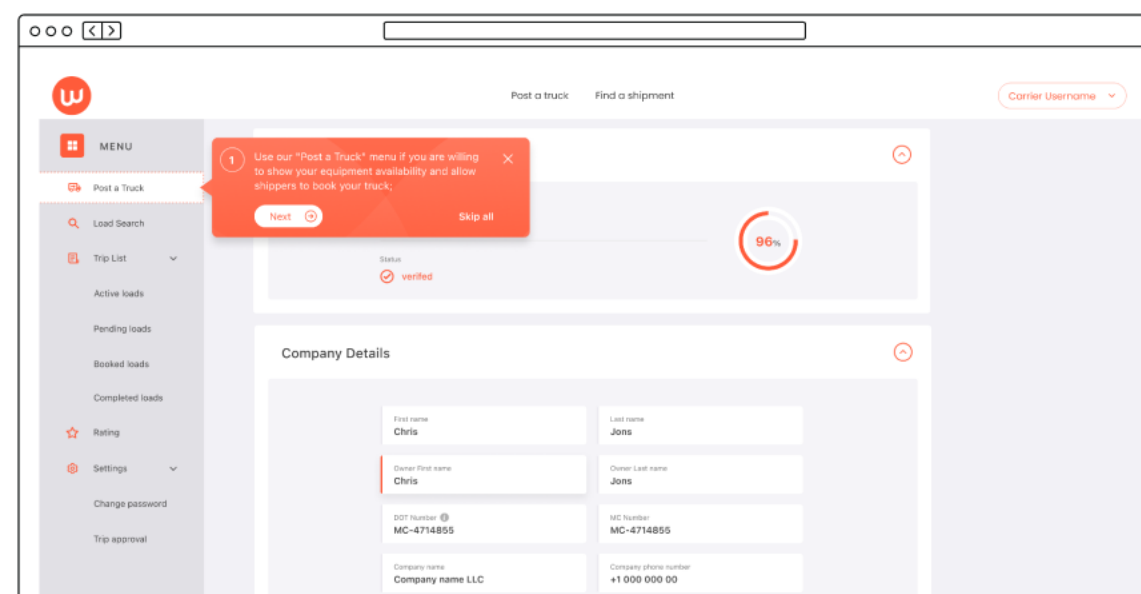 Post a truck
Find a shipment
Carrier Username
MENU
Post a Truck
Load Search
Trip List
Active loads
Pending loads
Booked loads
Completed loads
Rating
Settings
Change password
Trip approval
1
Use our "Post a Truck" menu if you are willing
to show your equipment availability and allow
shippers to book your truck;
Next
Skip all
96%
Status
verifed
Company Details
First name
Chris
Last name
Jons
Owner First name
Chris
Owner Last name
Jons
DOT Number
MC-4714855
MC Number
MC-4714855
Company name
Company name LLC
Company phone number
+1 000 000 00